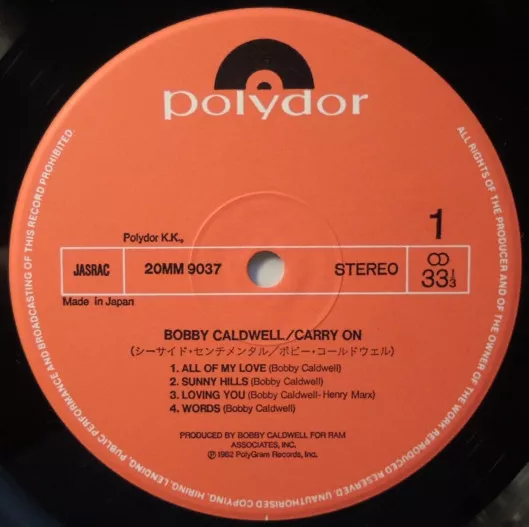 polydor
1
Polydor K.K.,
JASRAC
20MM 9037
STEREO
33 1/3
Made in Japan
BOBBY CALDWELL/CARRY ON
(シーサイド・センチメンタル/ボビー・コールドウェル)
1. ALL OF MY LOVE (Bobby Caldwell)
2. SUNNY HILLS (Bobby Caldwell)
3. LOVING YOU (Bobby Caldwell-Henry Marx)
4. WORDS (Bobby Caldwell)
PRODUCED BY BOBBY CALDWELL FOR RAM
ASSOCIATES, INC.
℗ 1982 PolyGram Records, Inc.
ALL RIGHTS OF THE PRODUCER AND OF THE OWNER OF THE WORK REPRODUCED RESERVED. UNAUTHORISED COPYING, HIRING, LENDING, PUBLIC PERFORMANCE AND BROADCASTING OF THIS RECORD PROHIBITED.